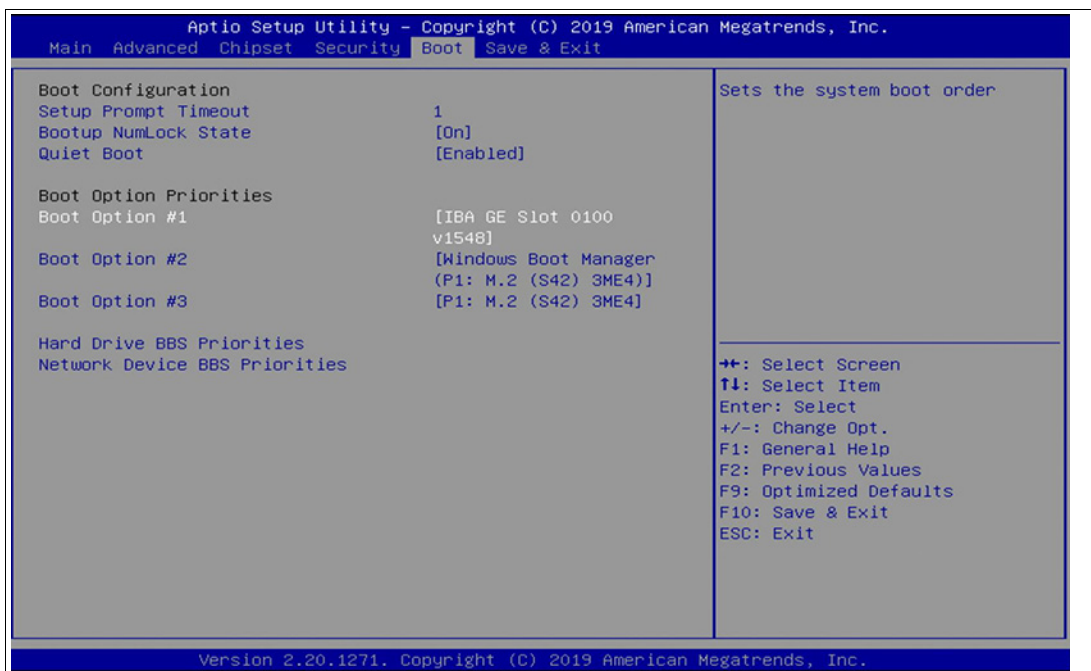 Aptio Setup Utility – Copyright (C) 2019 American Megatrends, Inc.
Main Advanced Chipset Security Boot Save & Exit
Boot Configuration
Setup Prompt Timeout 1
Bootup NumLock State [On]
Quiet Boot [Enabled]
Boot Option Priorities
Boot Option #1 [IBA GE Slot 0100
v1548]
Boot Option #2 [Windows Boot Manager
(P1: M.2 (S42) 3ME4)]
Boot Option #3 [P1: M.2 (S42) 3ME4]
Hard Drive BBS Priorities
Network Device BBS Priorities
Sets the system boot order
→←: Select Screen
↑↓: Select Item
Enter: Select
+/-: Change Opt.
F1: General Help
F2: Previous Values
F9: Optimized Defaults
F10: Save & Exit
ESC: Exit
Version 2.20.1271. Copyright (C) 2019 American Megatrends, Inc.